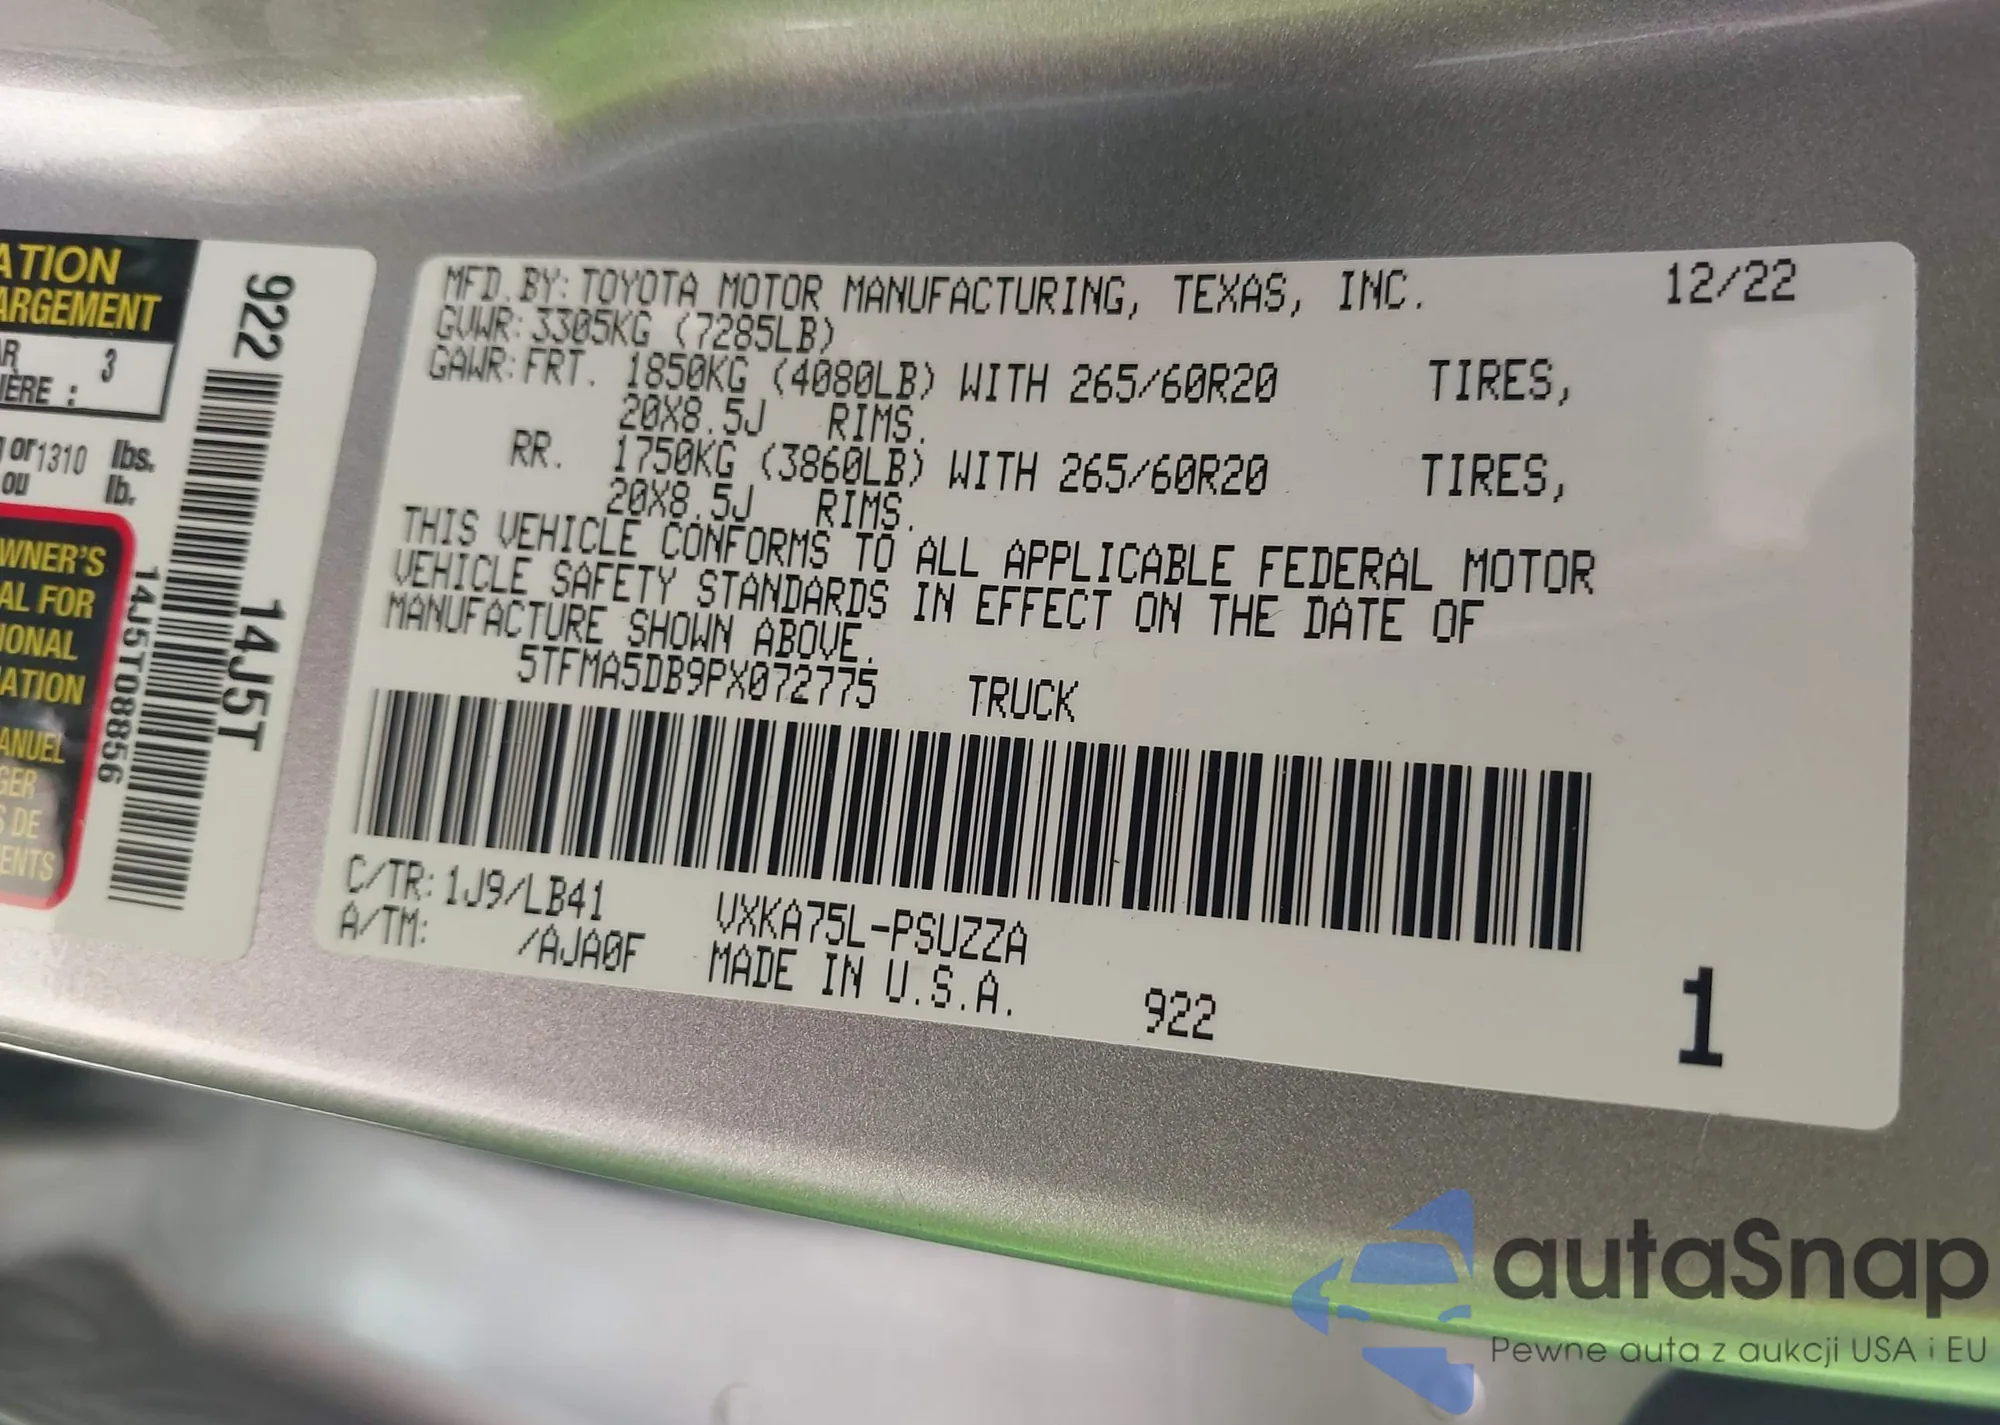 ATION
ARGEMENT
AR 3
IÈRE :
g or 1310 lbs.
ou lb.
WNER'S
AL FOR
IONAL
ATION
ANUEL
GER
S DE
ENTS
922
14J5T
14J5T08856
MFD. BY: TOYOTA MOTOR MANUFACTURING, TEXAS, INC. 12/22
GVWR: 3305KG (7285LB)
GAWR: FRT. 1850KG (4080LB) WITH 265/60R20 TIRES,
20X8.5J RIMS.
RR. 1750KG (3860LB) WITH 265/60R20 TIRES,
20X8.5J RIMS.
THIS VEHICLE CONFORMS TO ALL APPLICABLE FEDERAL MOTOR
VEHICLE SAFETY STANDARDS IN EFFECT ON THE DATE OF
MANUFACTURE SHOWN ABOVE.
5TFMA5DB9PX072775 TRUCK
C/TR: 1J9/LB41 VXKA75L-PSUZZA
A/TM: /AJA0F MADE IN U.S.A. 922
1
autaSnap
Pewne auta z aukcji USA i EU